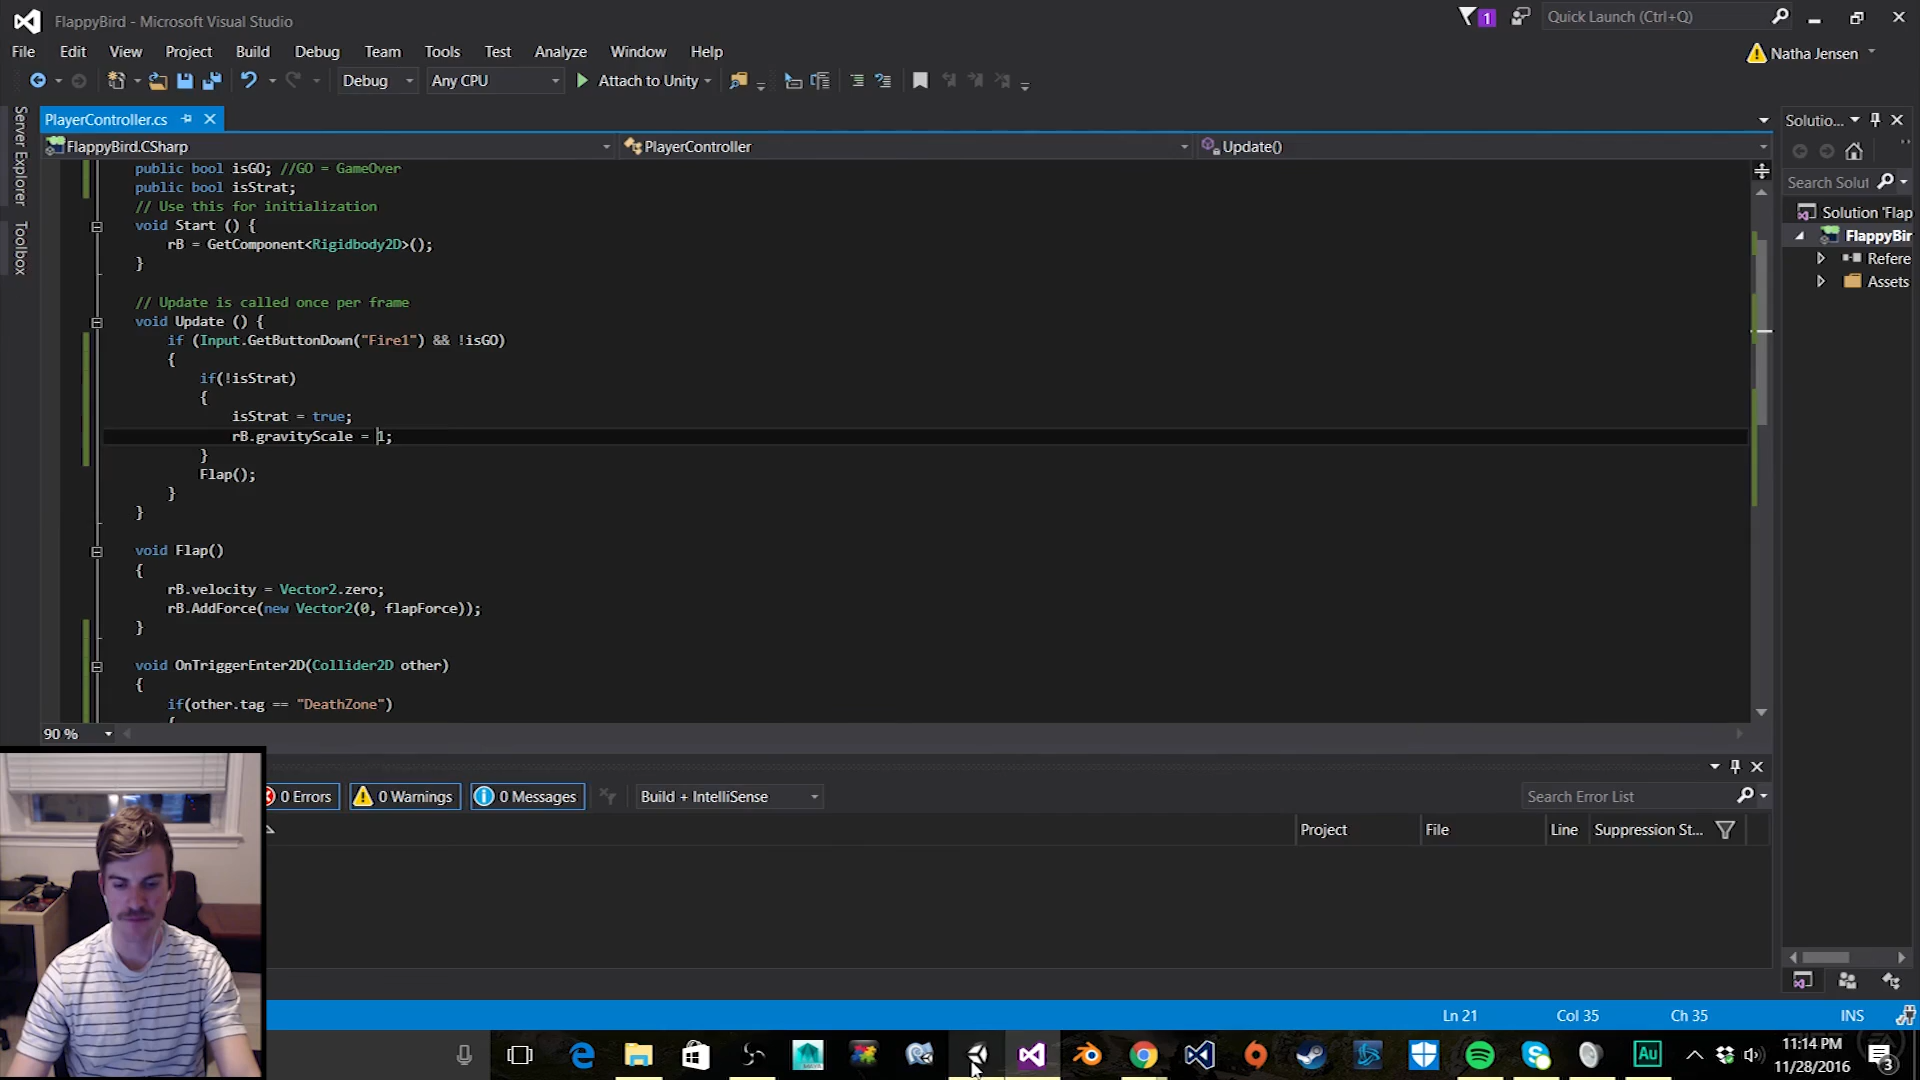 FlappyBird - Microsoft Visual Studio
1
Quick Launch (Ctrl+Q)
File Edit View Project Build Debug Team Tools Test Analyze Window Help
Natha Jensen
Debug Any CPU Attach to Unity
Server Explorer
Toolbox
PlayerController.cs
Solutio...
FlappyBird.CSharp PlayerController Update()
Search Solut
Solution 'Flap
FlappyBir
Refere
Assets
public bool isGO; //GO = GameOver
public bool isStrat;
// Use this for initialization
void Start () {
rB = GetComponent<Rigidbody2D>();
}
// Update is called once per frame
void Update () {
if (Input.GetButtonDown("Fire1") && !isGO)
{
if(!isStrat)
{
isStrat = true;
rB.gravityScale = 1;
}
Flap();
}
}
void Flap()
{
rB.velocity = Vector2.zero;
rB.AddForce(new Vector2(0, flapForce));
}
void OnTriggerEnter2D(Collider2D other)
{
if(other.tag == "DeathZone")
{
90 %
0 Errors 0 Warnings 0 Messages Build + IntelliSense Search Error List
Project File Line Suppression St...
Ln 21 Col 35 Ch 35 INS
Au
11:14 PM
11/28/2016
3